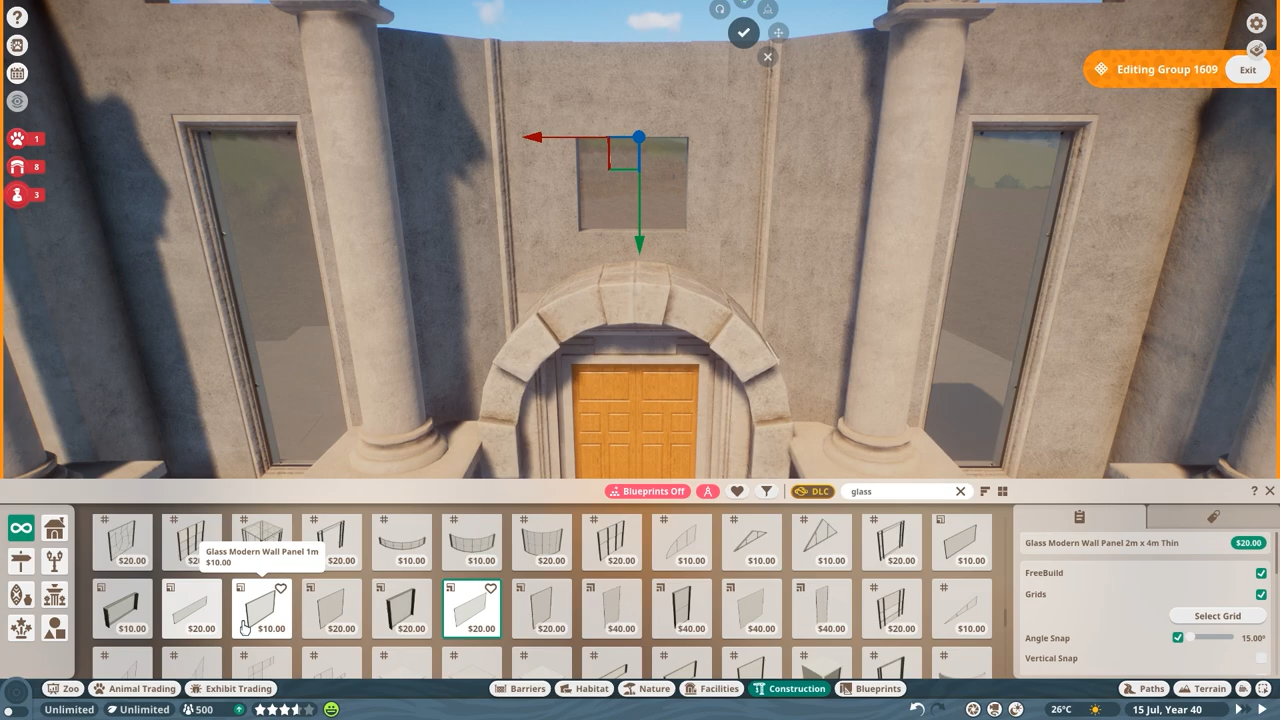 ?
Editing Group 1609
Exit
1
8
3
Blueprints Off
DLC
glass
?
$20.00
$20.00
$10.00
$10.00
$10.00
$20.00
$10.00
$10.00
$10.00
$20.00
$20.00
Glass Modern Wall Panel 1m
$10.00
$10.00
$20.00
$10.00
$20.00
$20.00
$20.00
$20.00
$40.00
$40.00
$40.00
$40.00
$20.00
$10.00
Glass Modern Wall Panel 2m x 4m Thin
$20.00
FreeBuild
Grids
Select Grid
Angle Snap
15.00°
Vertical Snap
Zoo
Animal Trading
Exhibit Trading
Barriers
Habitat
Nature
Facilities
Construction
Blueprints
Paths
Terrain
Unlimited
Unlimited
500
26°C
15 Jul, Year 40